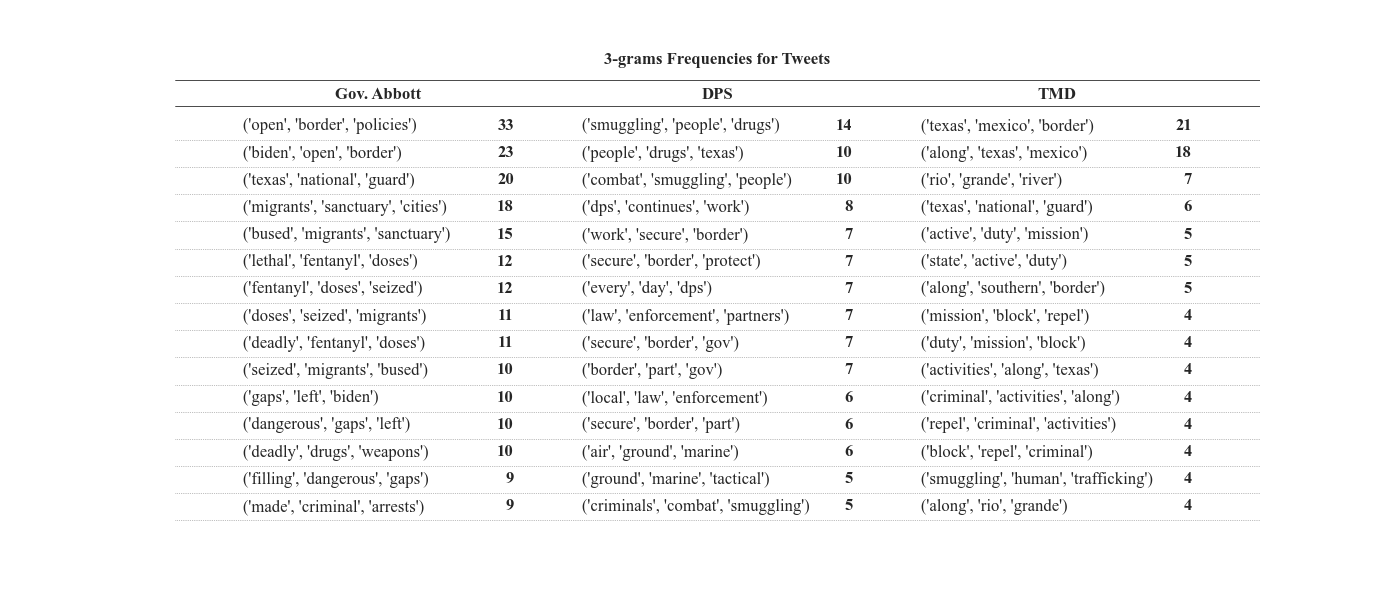 3-grams Frequencies for Tweets
Gov. Abbott DPS TMD
('open', 'border', 'policies') 33 ('smuggling', 'people', 'drugs') 14 ('texas', 'mexico', 'border') 21
('biden', 'open', 'border') 23 ('people', 'drugs', 'texas') 10 ('along', 'texas', 'mexico') 18
('texas', 'national', 'guard') 20 ('combat', 'smuggling', 'people') 10 ('rio', 'grande', 'river') 7
('migrants', 'sanctuary', 'cities') 18 ('dps', 'continues', 'work') 8 ('texas', 'national', 'guard') 6
('bused', 'migrants', 'sanctuary') 15 ('work', 'secure', 'border') 7 ('active', 'duty', 'mission') 5
('lethal', 'fentanyl', 'doses') 12 ('secure', 'border', 'protect') 7 ('state', 'active', 'duty') 5
('fentanyl', 'doses', 'seized') 12 ('every', 'day', 'dps') 7 ('along', 'southern', 'border') 5
('doses', 'seized', 'migrants') 11 ('law', 'enforcement', 'partners') 7 ('mission', 'block', 'repel') 4
('deadly', 'fentanyl', 'doses') 11 ('secure', 'border', 'gov') 7 ('duty', 'mission', 'block') 4
('seized', 'migrants', 'bused') 10 ('border', 'part', 'gov') 7 ('activities', 'along', 'texas') 4
('gaps', 'left', 'biden') 10 ('local', 'law', 'enforcement') 6 ('criminal', 'activities', 'along') 4
('dangerous', 'gaps', 'left') 10 ('secure', 'border', 'part') 6 ('repel', 'criminal', 'activities') 4
('deadly', 'drugs', 'weapons') 10 ('air', 'ground', 'marine') 6 ('block', 'repel', 'criminal') 4
('filling', 'dangerous', 'gaps') 9 ('ground', 'marine', 'tactical') 5 ('smuggling', 'human', 'trafficking') 4
('made', 'criminal', 'arrests') 9 ('criminals', 'combat', 'smuggling') 5 ('along', 'rio', 'grande') 4